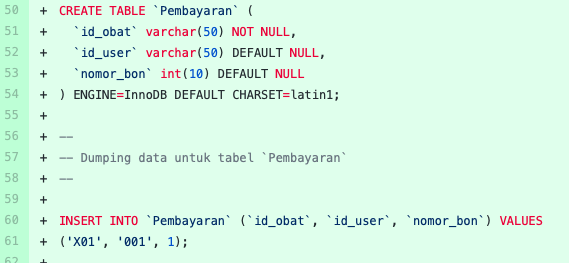 50 + CREATE TABLE `Pembayaran` (
51 + `id_obat` varchar(50) NOT NULL,
52 + `id_user` varchar(50) DEFAULT NULL,
53 + `nomor_bon` int(10) DEFAULT NULL
54 + ) ENGINE=InnoDB DEFAULT CHARSET=latin1;
55 +
56 + --
57 + -- Dumping data untuk tabel `Pembayaran`
58 + --
59 +
60 + INSERT INTO `Pembayaran` (`id_obat`, `id_user`, `nomor_bon`) VALUES
61 + ('X01', '001', 1);
62 +